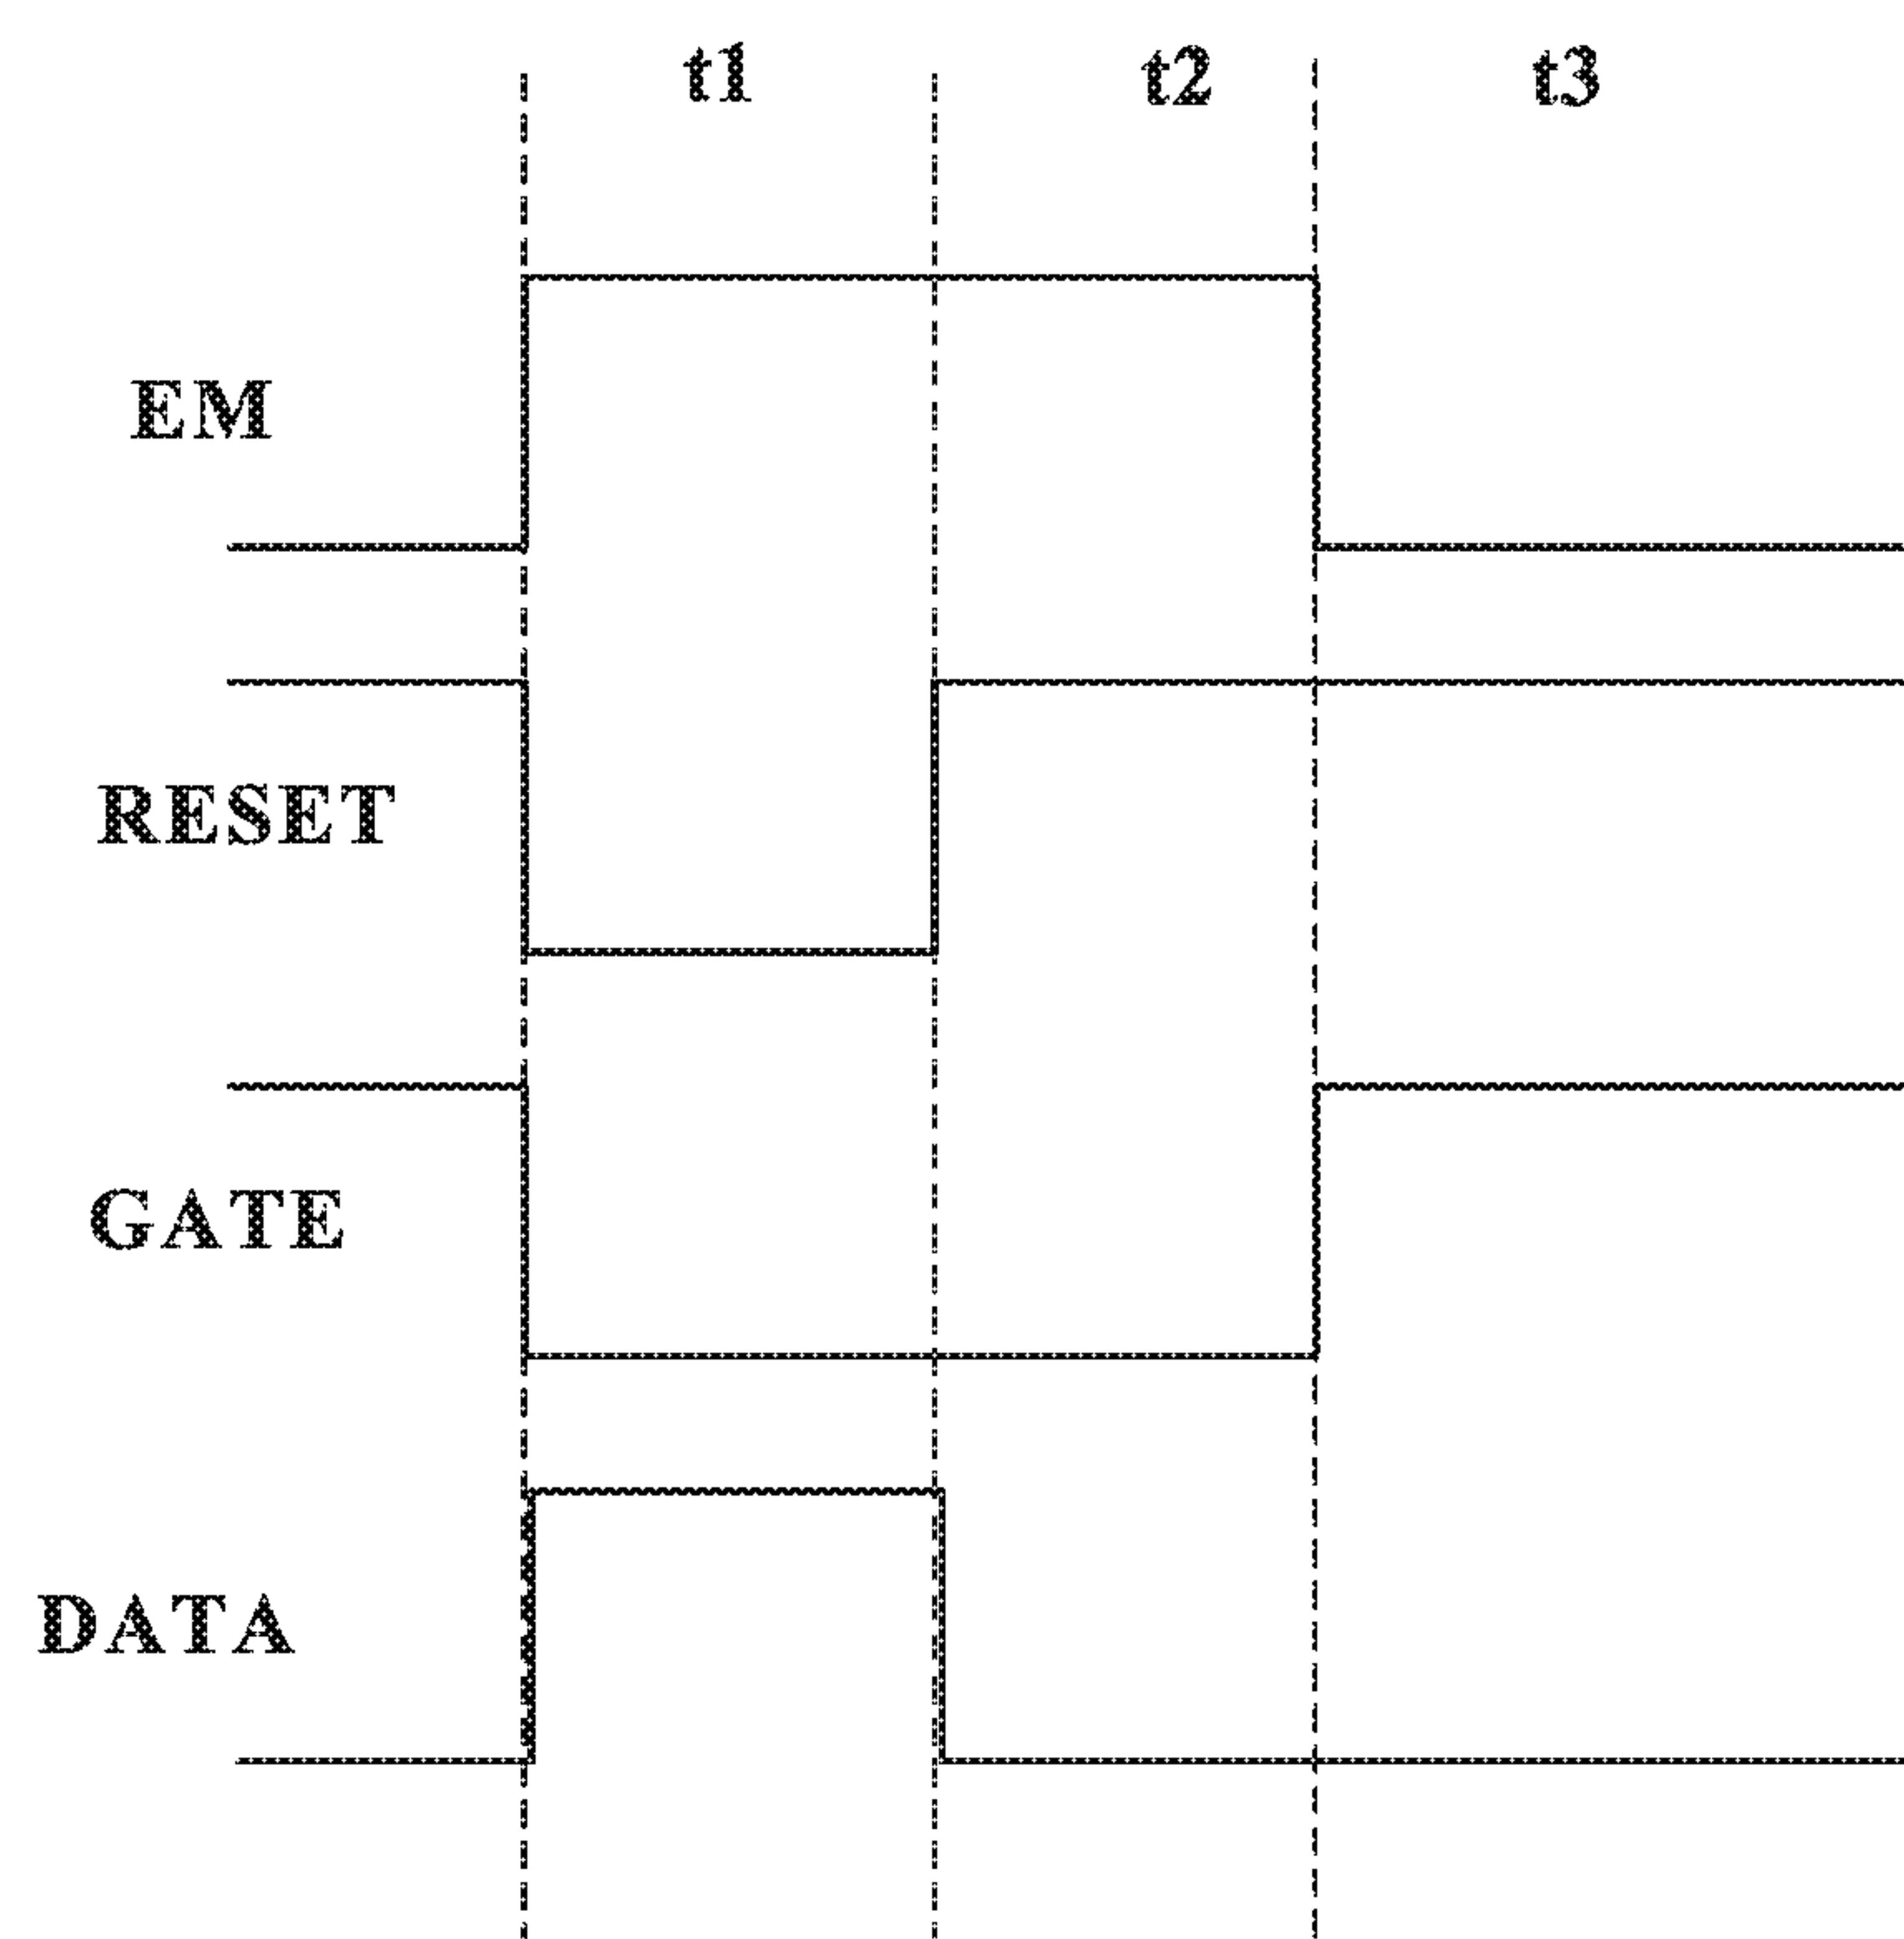 t1 t2 t3
EM
RESET
GATE
DATA